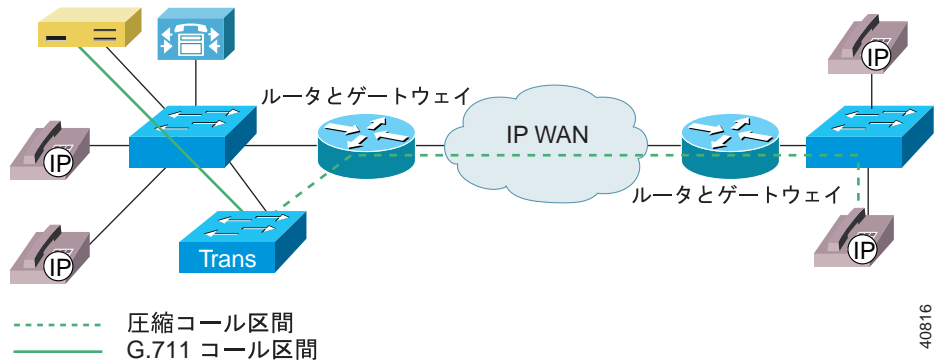 ルータとゲートウェイ
IP WAN
IP
IP
ルータとゲートウェイ
Trans
IP
IP
圧縮コール区間
G.711 コール区間
40816